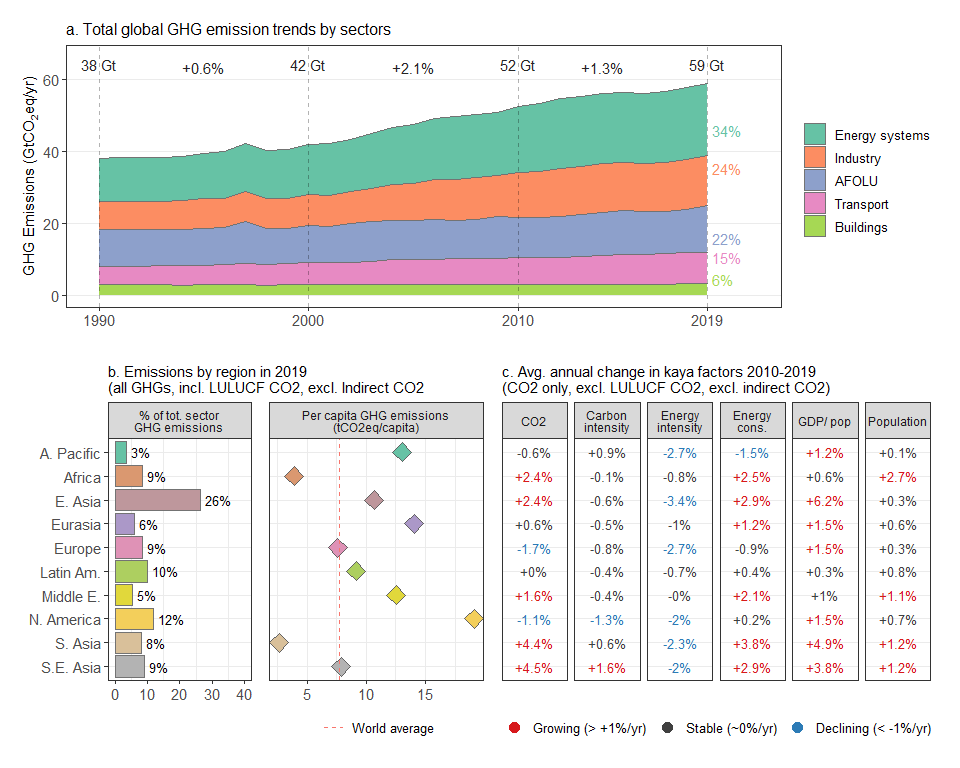 a. Total global GHG emission trends by sectors
GHG Emissions (GtCO₂eq/yr)
60
40
20
0
38 Gt
+0.6%
42 Gt
+2.1%
52 Gt
+1.3%
59 Gt
34%
24%
22%
15%
6%
1990
2000
2010
2019
Energy systems
Industry
AFOLU
Transport
Buildings
b. Emissions by region in 2019
(all GHGs, incl. LULUCF CO2, excl. Indirect CO2
% of tot. sector
GHG emissions
Per capita GHG emissions
(tCO2eq/capita)
A. Pacific
3%
Africa
9%
E. Asia
26%
Eurasia
6%
Europe
9%
Latin Am.
10%
Middle E.
5%
N. America
12%
S. Asia
8%
S.E. Asia
9%
0 10 20 30 40
5 10 15
World average
c. Avg. annual change in kaya factors 2010-2019
(CO2 only, excl. LULUCF CO2, excl. indirect CO2)
CO2
Carbon
intensity
Energy
intensity
Energy
cons.
GDP/ pop
Population
-0.6% +0.9% -2.7% -1.5% +1.2% +0.1%
+2.4% -0.1% -0.8% +2.5% +0.6% +2.7%
+2.4% -0.6% -3.4% +2.9% +6.2% +0.3%
+0.6% -0.5% -1% +1.2% +1.5% +0.6%
-1.7% -0.8% -2.7% -0.9% +1.5% +0.3%
+0% -0.4% -0.7% +0.4% +0.3% +0.8%
+1.6% -0.4% -0% +2.1% +1% +1.1%
-1.1% -1.3% -2% +0.2% +1.5% +0.7%
+4.4% +0.6% -2.3% +3.8% +4.9% +1.2%
+4.5% +1.6% -2% +2.9% +3.8% +1.2%
Growing (> +1%/yr)
Stable (~0%/yr)
Declining (< -1%/yr)